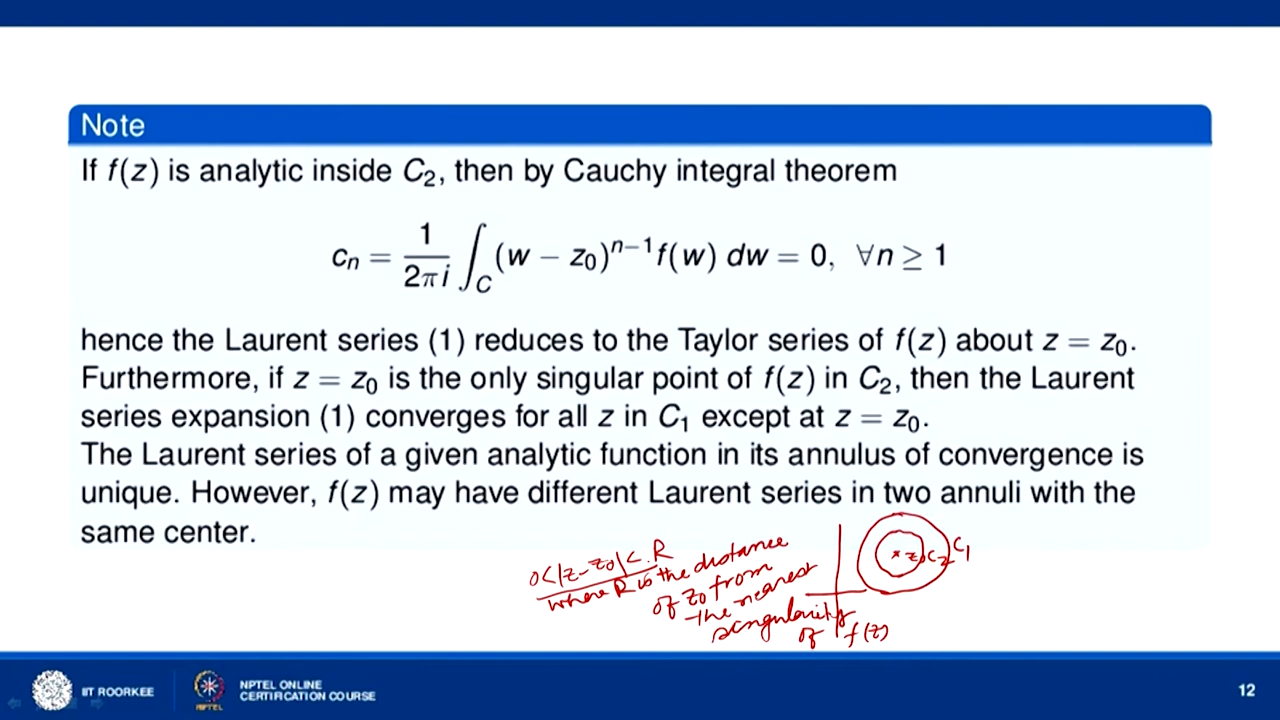 Note
If f(z) is analytic inside C₂, then by Cauchy integral theorem
cₙ = 1/2πi ∫_C (w − z₀)ⁿ⁻¹ f(w) dw = 0, ∀n ≥ 1
hence the Laurent series (1) reduces to the Taylor series of f(z) about z = z₀.
Furthermore, if z = z₀ is the only singular point of f(z) in C₂, then the Laurent
series expansion (1) converges for all z in C₁ except at z = z₀.
The Laurent series of a given analytic function in its annulus of convergence is
unique. However, f(z) may have different Laurent series in two annuli with the
same center.
0<|z-z₀|<R
where R is the distance
of z₀ from
the nearest
singularity
of f(z)
z₀ C₂ C₁
IIT ROORKEE
NPTEL
NPTEL ONLINE
CERTIFICATION COURSE
12